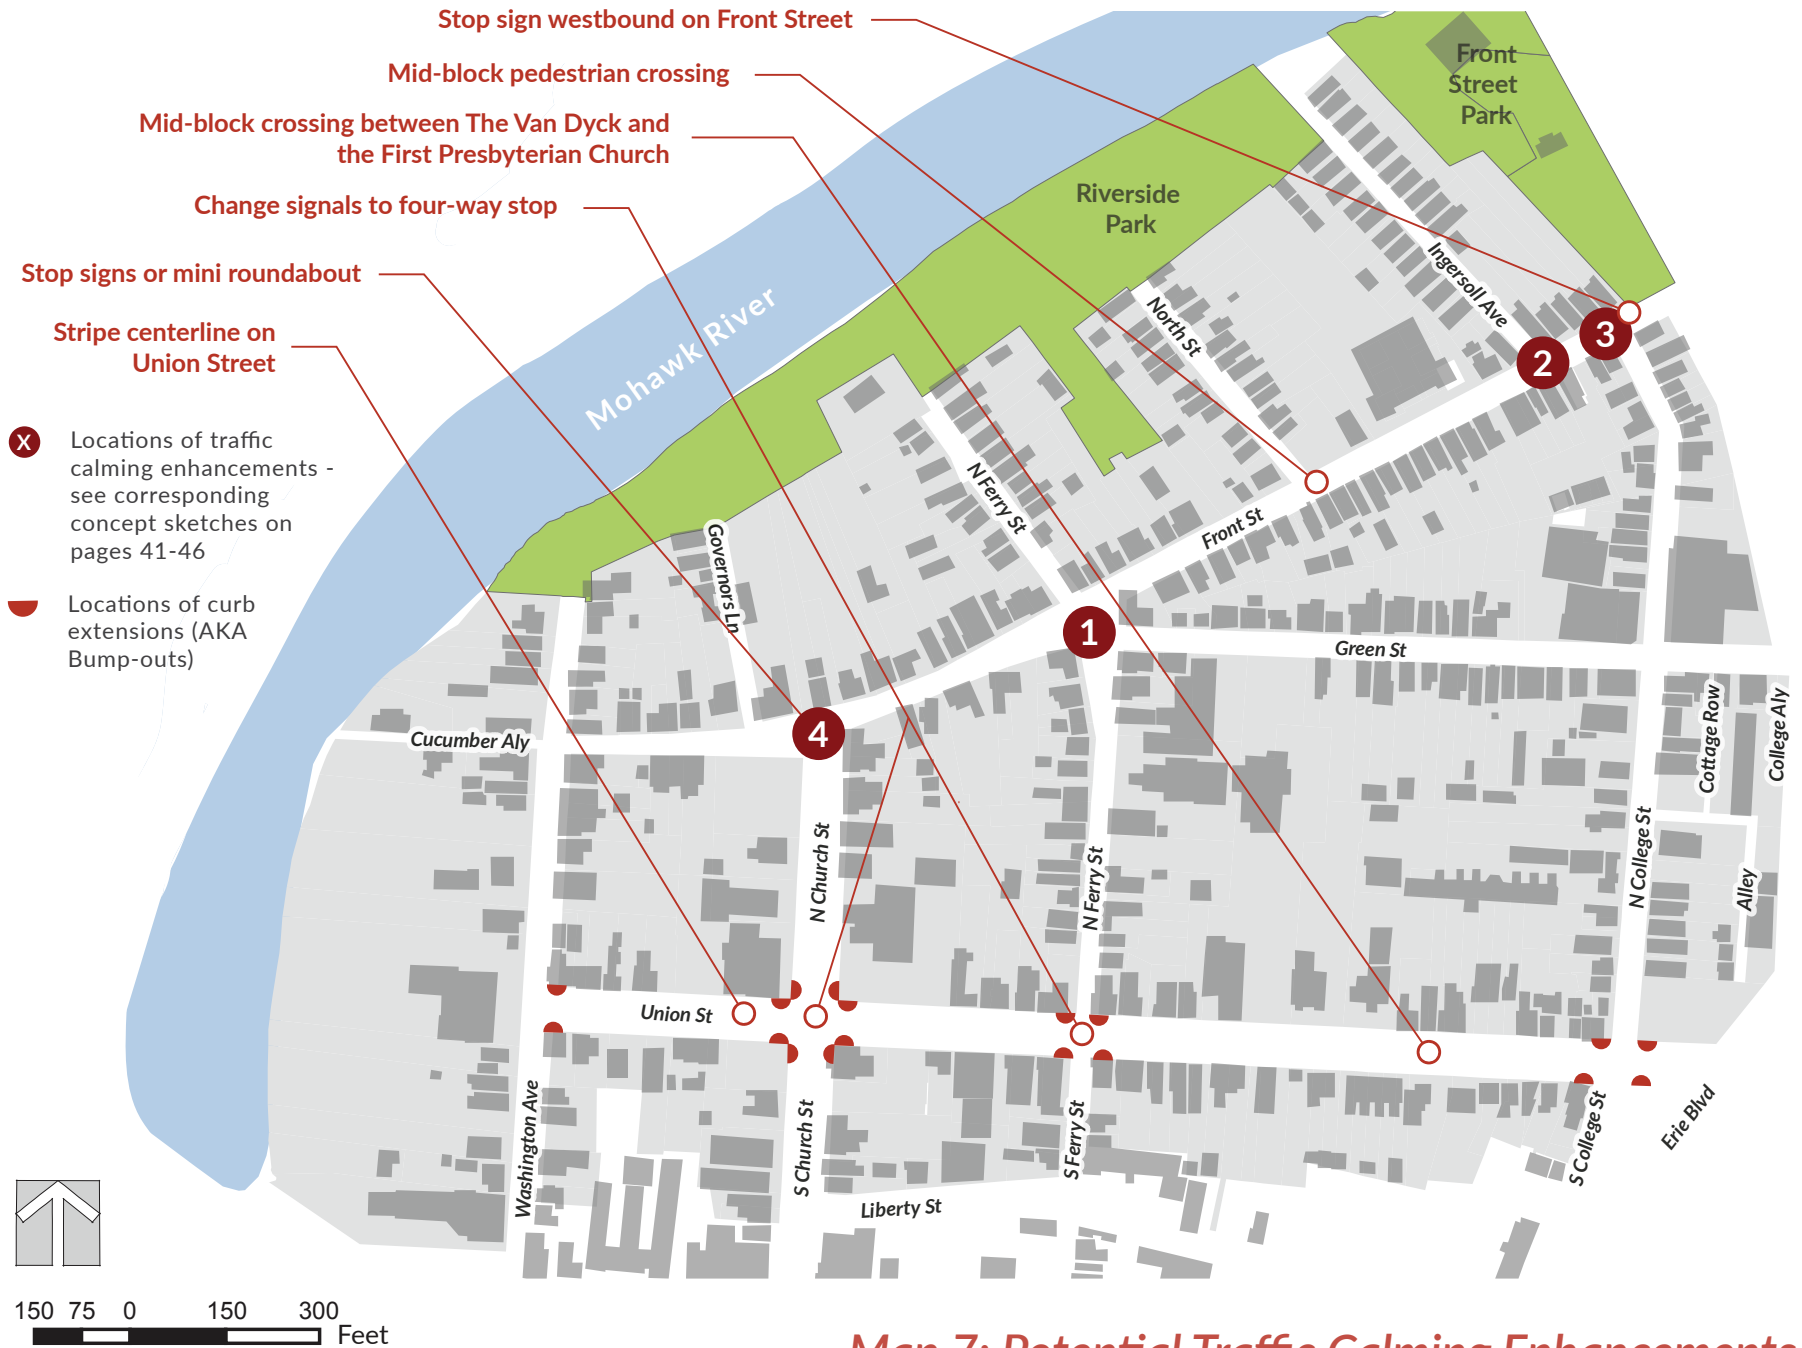 Stop sign westbound on Front Street
Mid-block pedestrian crossing
Mid-block crossing between The Van Dyck and
the First Presbyterian Church
Change signals to four-way stop
Stop signs or mini roundabout
Stripe centerline on
Union Street
X
Locations of traffic
calming enhancements -
see corresponding
concept sketches on
pages 41-46
Locations of curb
extensions (AKA
Bump-outs)
Front
Street
Park
Riverside
Park
Mohawk River
Ingersoll Ave
North St
N Ferry St
Front St
Governors Ln
Green St
Cucumber Aly
Cottage Row
College Aly
N Church St
N Ferry St
N College St
Alley
Union St
Washington Ave
S Church St
S Ferry St
S College St
Erie Blvd
Liberty St
1
2
3
4
150 75 0 150 300
Feet
Map 7: Potential Traffic Calming Enhancements